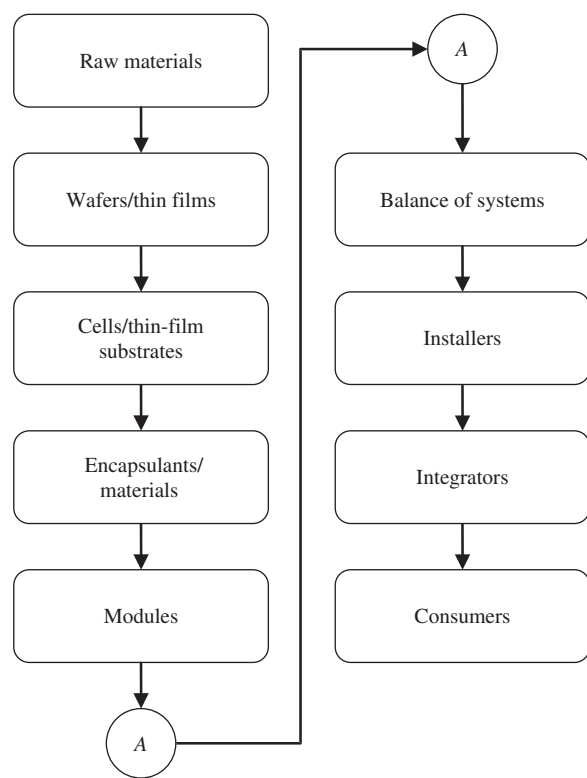 Raw materials
Wafers/thin films
Cells/thin-film
substrates
Encapsulants/
materials
Modules
A
A
Balance of systems
Installers
Integrators
Consumers